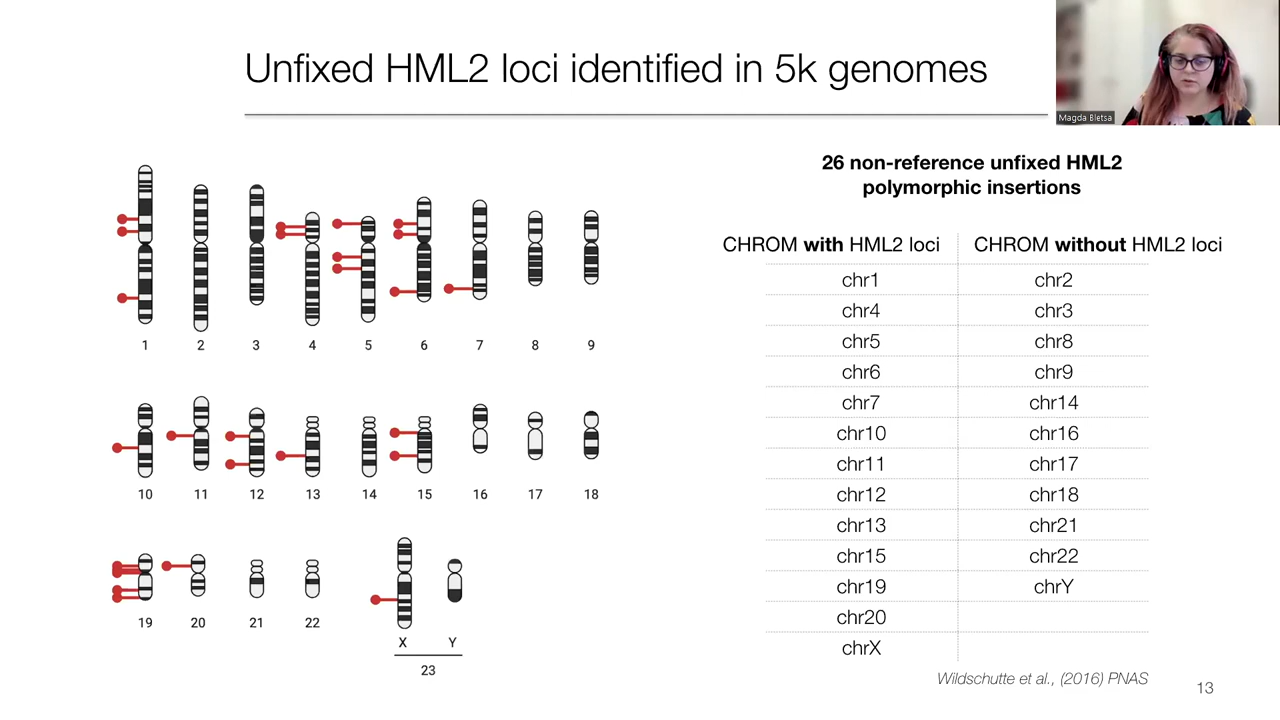 Unfixed HML2 loci identified in 5k genomes
Magda Bletsa
26 non-reference unfixed HML2
polymorphic insertions
CHROM with HML2 loci CHROM without HML2 loci
chr1 chr2
chr4 chr3
chr5 chr8
chr6 chr9
chr7 chr14
chr10 chr16
chr11 chr17
chr12 chr18
chr13 chr21
chr15 chr22
chr19 chrY
chr20
chrX
1 2 3 4 5 6 7 8 9
10 11 12 13 14 15 16 17 18
19 20 21 22
X Y
23
Wildschutte et al., (2016) PNAS
13